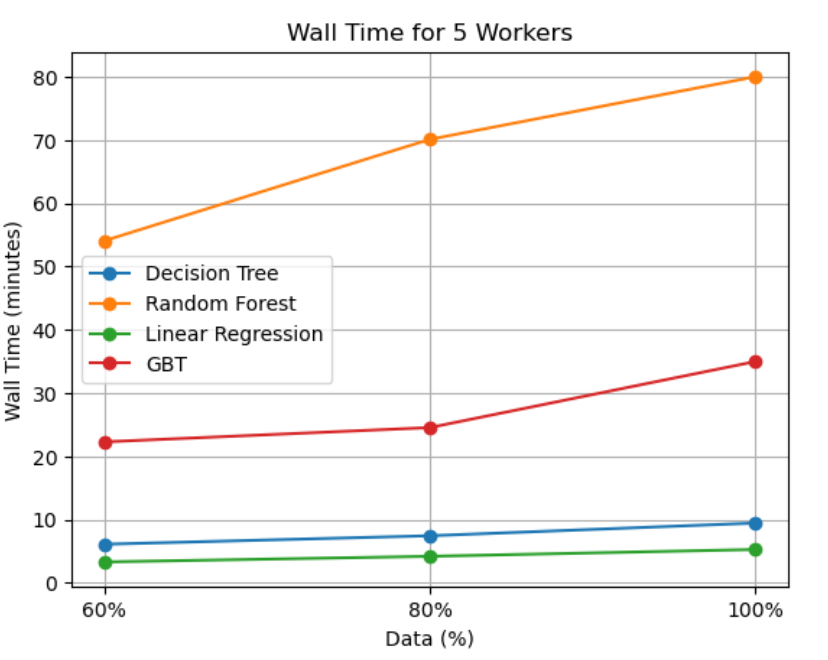 Wall Time for 5 Workers
80
70
60
50
40
30
20
10
0
Wall Time (minutes)
Decision Tree
Random Forest
Linear Regression
GBT
60%
80%
100%
Data (%)